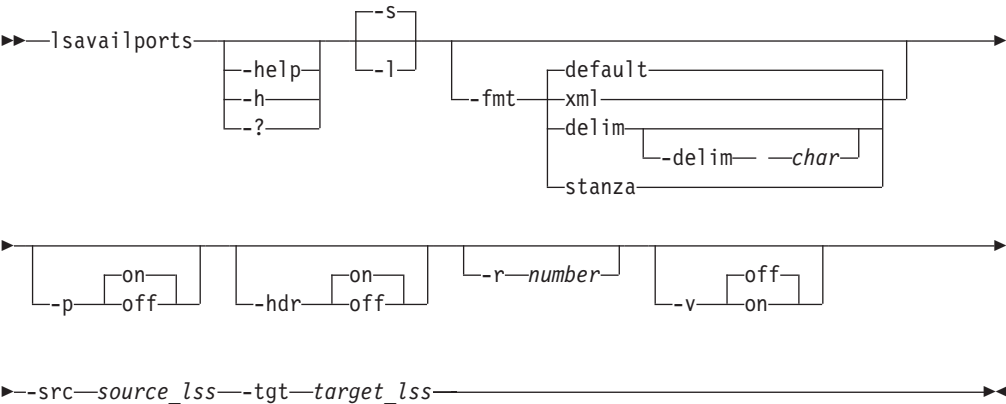 -s
lsavailports
-help -l default
-h -fmt xml
-? delim
-delim char
stanza
on on -r number off
-p off -hdr off -v on
-src source_lss -tgt target_lss